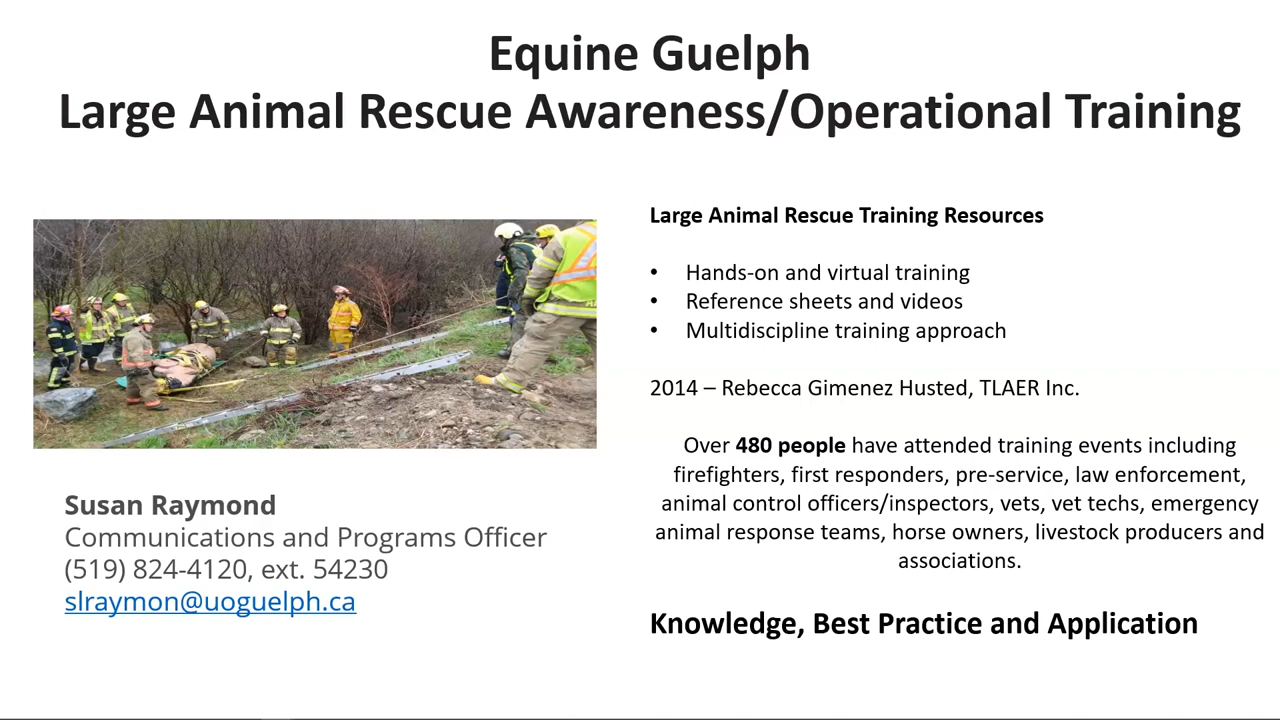 Equine Guelph
Large Animal Rescue Awareness/Operational Training
Large Animal Rescue Training Resources
• Hands-on and virtual training
• Reference sheets and videos
• Multidiscipline training approach
2014 – Rebecca Gimenez Husted, TLAER Inc.
Over 480 people have attended training events including
firefighters, first responders, pre-service, law enforcement,
animal control officers/inspectors, vets, vet techs, emergency
animal response teams, horse owners, livestock producers and
associations.
Knowledge, Best Practice and Application
Susan Raymond
Communications and Programs Officer
(519) 824-4120, ext. 54230
slraymon@uoguelph.ca